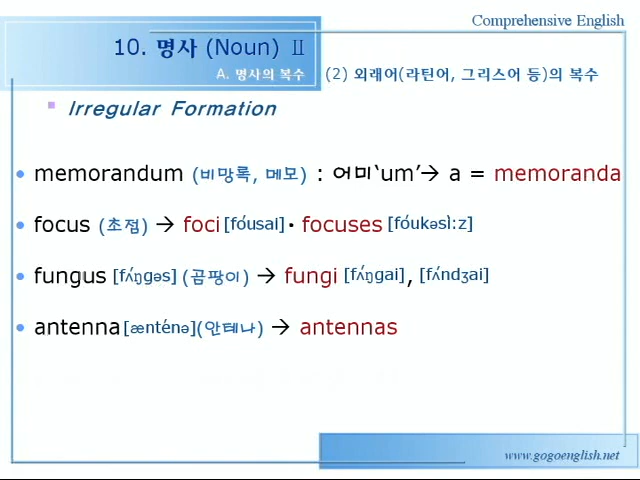 Comprehensive English
10. 명사 (Noun) Ⅱ
A. 명사의 복수 (2) 외래어(라틴어, 그리스어 등)의 복수
Irregular Formation
• memorandum (비망록, 메모) : 어미‘um’→ a = memoranda
• focus (초점) → foci [fóusai]· focuses [fóukəsì:z]
• fungus [fʌ́ŋgəs] (곰팡이) → fungi [fʌ́ŋgai], [fʌ́ndʒai]
• antenna[ænténə](안테나) → antennas
www.gogoenglish.net